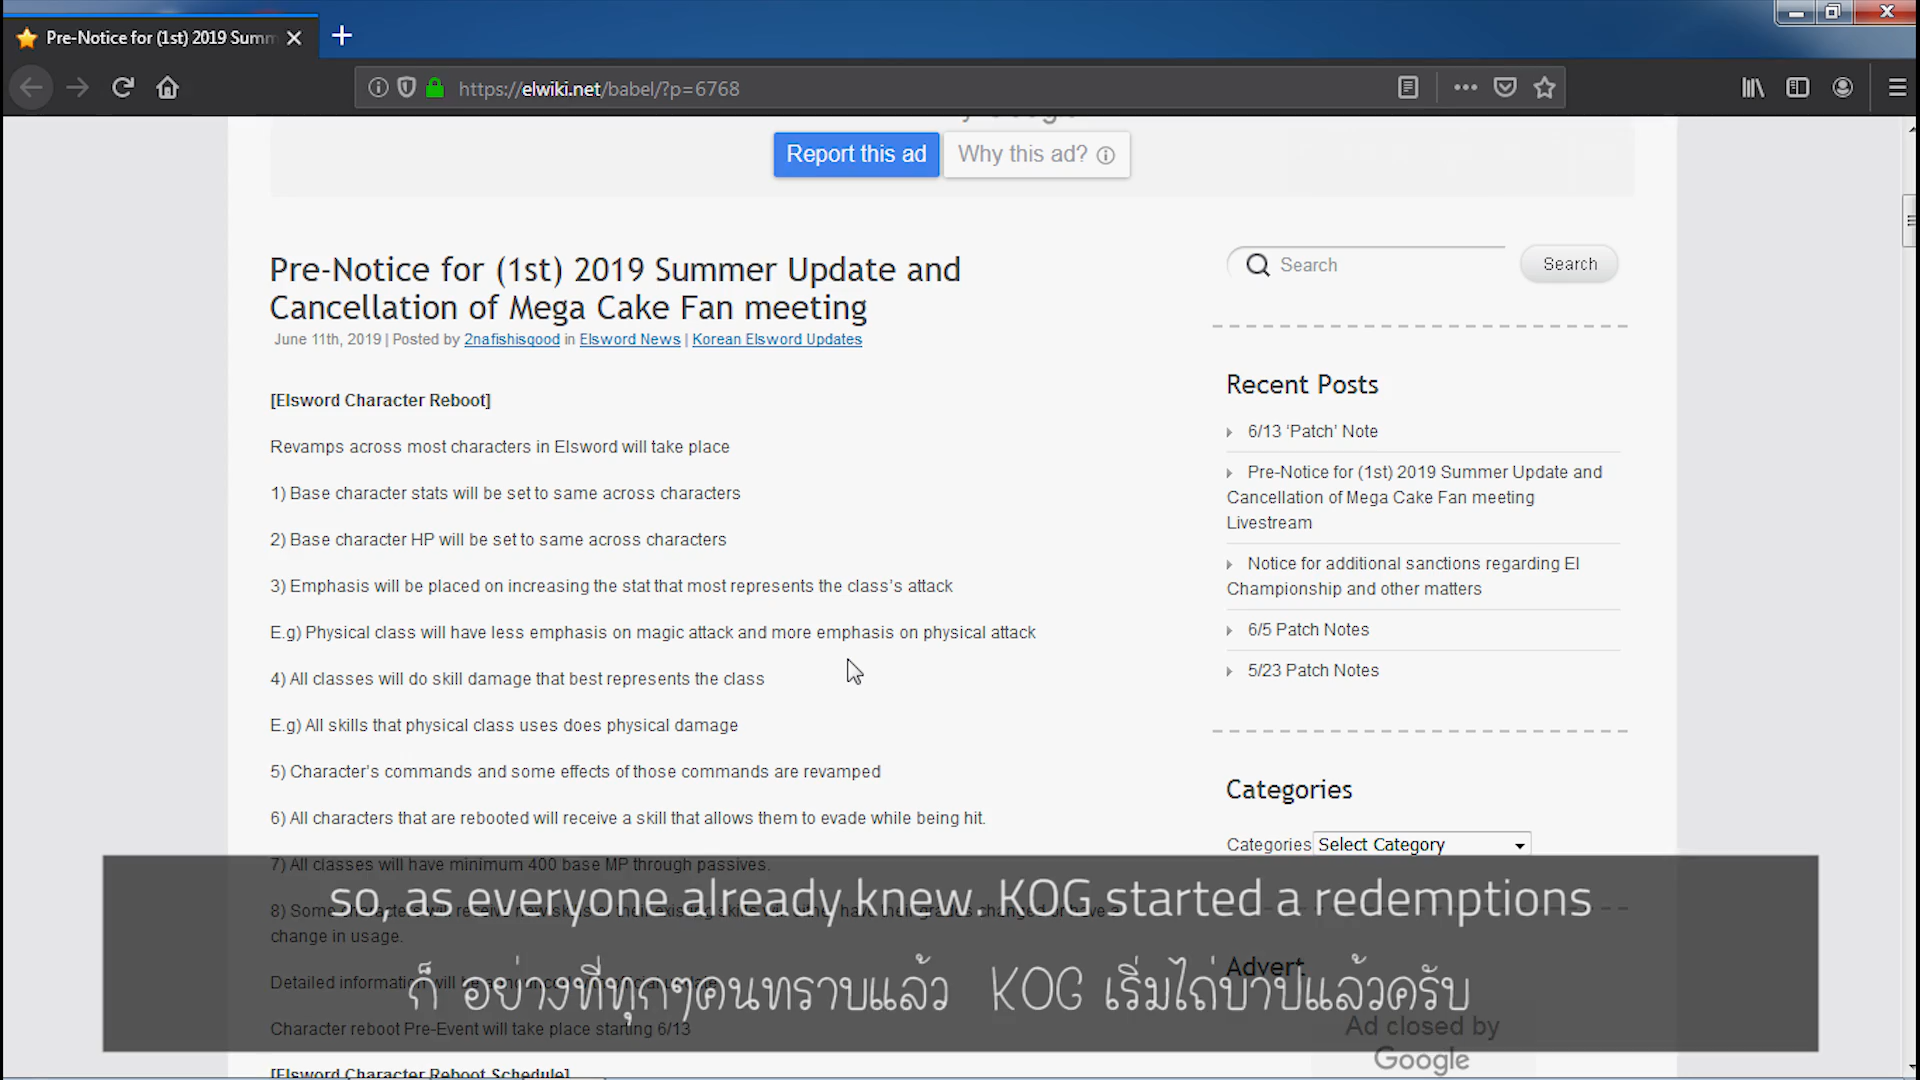 Pre-Notice for (1st) 2019 Summ
https://elwiki.net/babel/?p=6768
Report this ad
Why this ad?
Pre-Notice for (1st) 2019 Summer Update and
Cancellation of Mega Cake Fan meeting
June 11th, 2019 | Posted by 2nafishisgood in Elsword News | Korean Elsword Updates
[Elsword Character Reboot]
Revamps across most characters in Elsword will take place
1) Base character stats will be set to same across characters
2) Base character HP will be set to same across characters
3) Emphasis will be placed on increasing the stat that most represents the class's attack
E.g) Physical class will have less emphasis on magic attack and more emphasis on physical attack
4) All classes will do skill damage that best represents the class
E.g) All skills that physical class uses does physical damage
5) Character's commands and some effects of those commands are revamped
6) All characters that are rebooted will receive a skill that allows them to evade while being hit.
7) All classes will have minimum 400 base MP through passives.
8) Some
change in usage.
Detailed information will be
Character reboot Pre-Event will take place starting 6/13
[Elsword Character Reboot Schedule]
Search
Search
Recent Posts
6/13 ‘Patch’ Note
Pre-Notice for (1st) 2019 Summer Update and
Cancellation of Mega Cake Fan meeting
Livestream
Notice for additional sanctions regarding El
Championship and other matters
6/5 Patch Notes
5/23 Patch Notes
Categories
Categories Select Category
Advert
Ad closed by
Google
so, as everyone already knew. KOG started a redemptions
ก็ อย่างที่ทุกๆคนทราบแล้ว KOG เริ่มไถ่บาปแล้วครับ